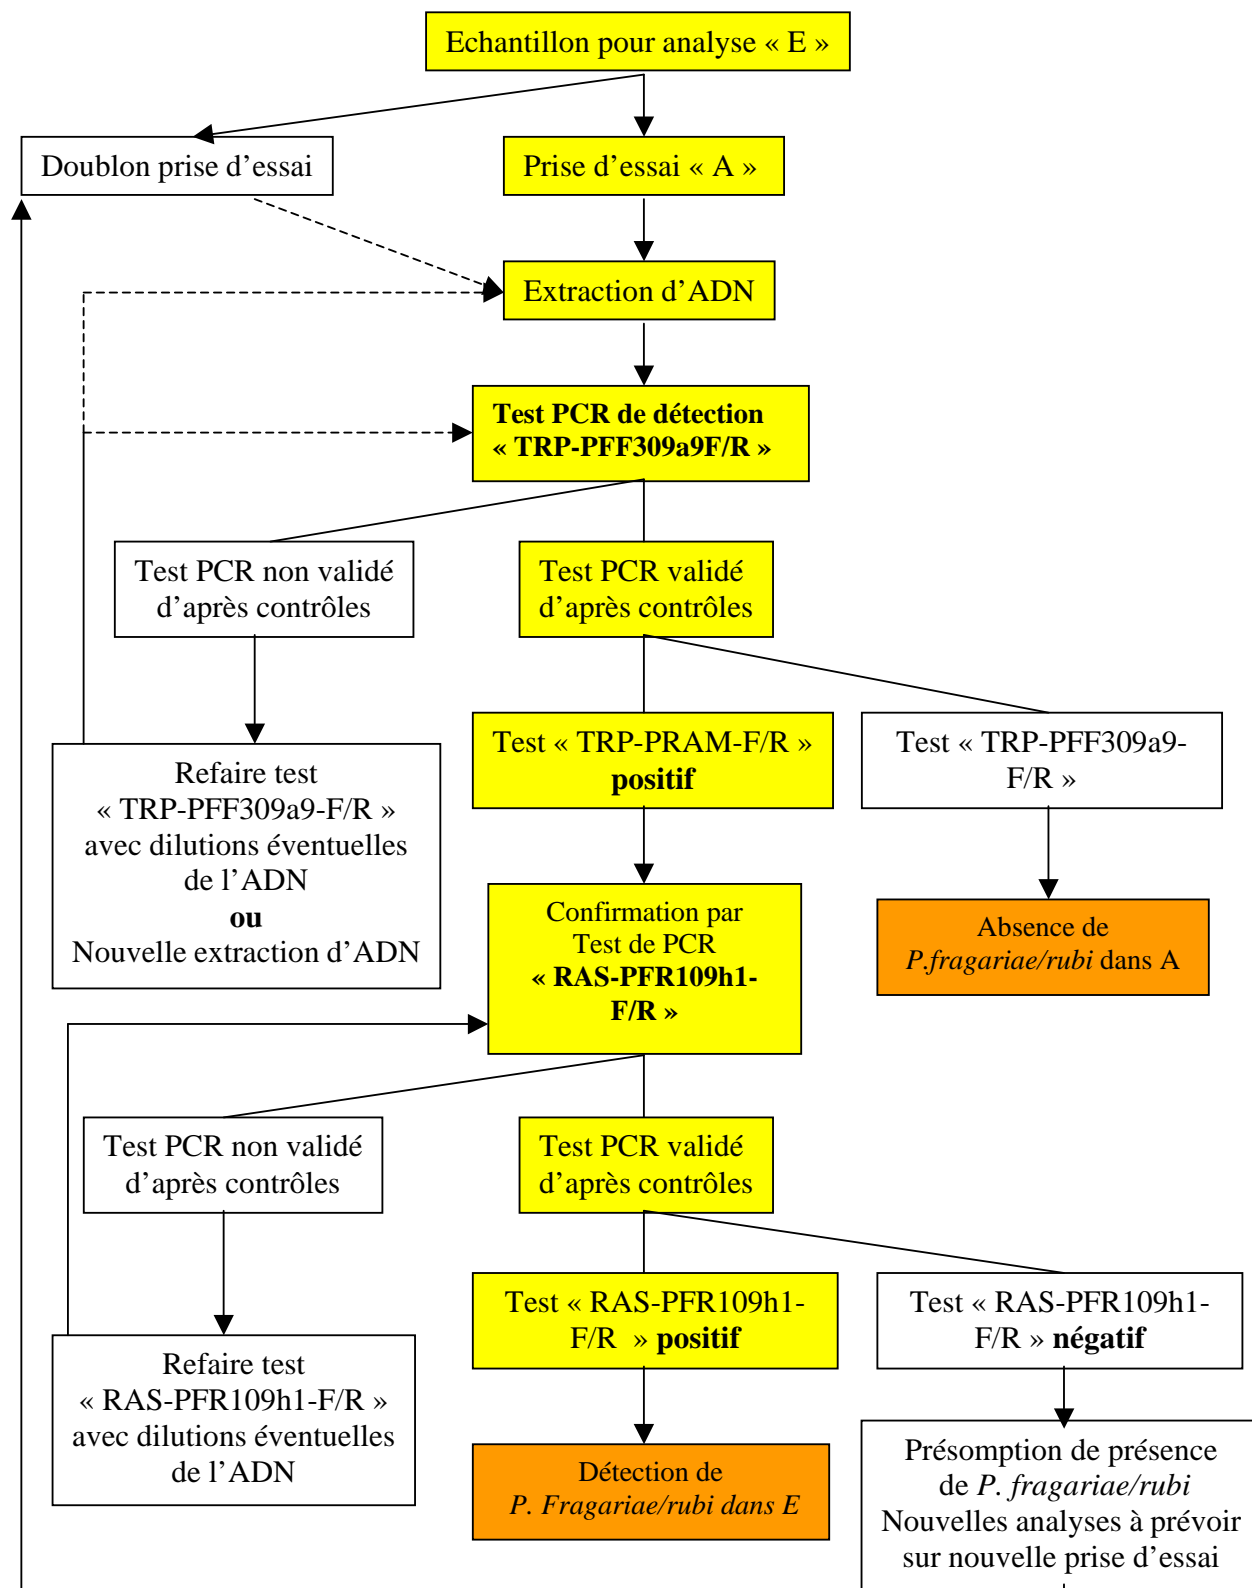 Echantillon pour analyse « E »
Doublon prise d’essai
Prise d’essai « A »
Extraction d’ADN
Test PCR de détection
« TRP-PFF309a9F/R »
Test PCR non validé
d’après contrôles
Test PCR validé
d’après contrôles
Refaire test
« TRP-PFF309a9-F/R »
avec dilutions éventuelles
de l’ADN
ou
Nouvelle extraction d’ADN
Test « TRP-PRAM-F/R »
positif
Test « TRP-PFF309a9-
F/R »
Confirmation par
Test de PCR
« RAS-PFR109h1-
F/R »
Absence de
P.fragariae/rubi dans A
Test PCR non validé
d’après contrôles
Test PCR validé
d’après contrôles
Refaire test
« RAS-PFR109h1-F/R »
avec dilutions éventuelles
de l’ADN
Test « RAS-PFR109h1-
F/R » positif
Test « RAS-PFR109h1-
F/R » négatif
Détection de
P. Fragariae/rubi dans E
Présomption de présence
de P. fragariae/rubi
Nouvelles analyses à prévoir
sur nouvelle prise d’essai